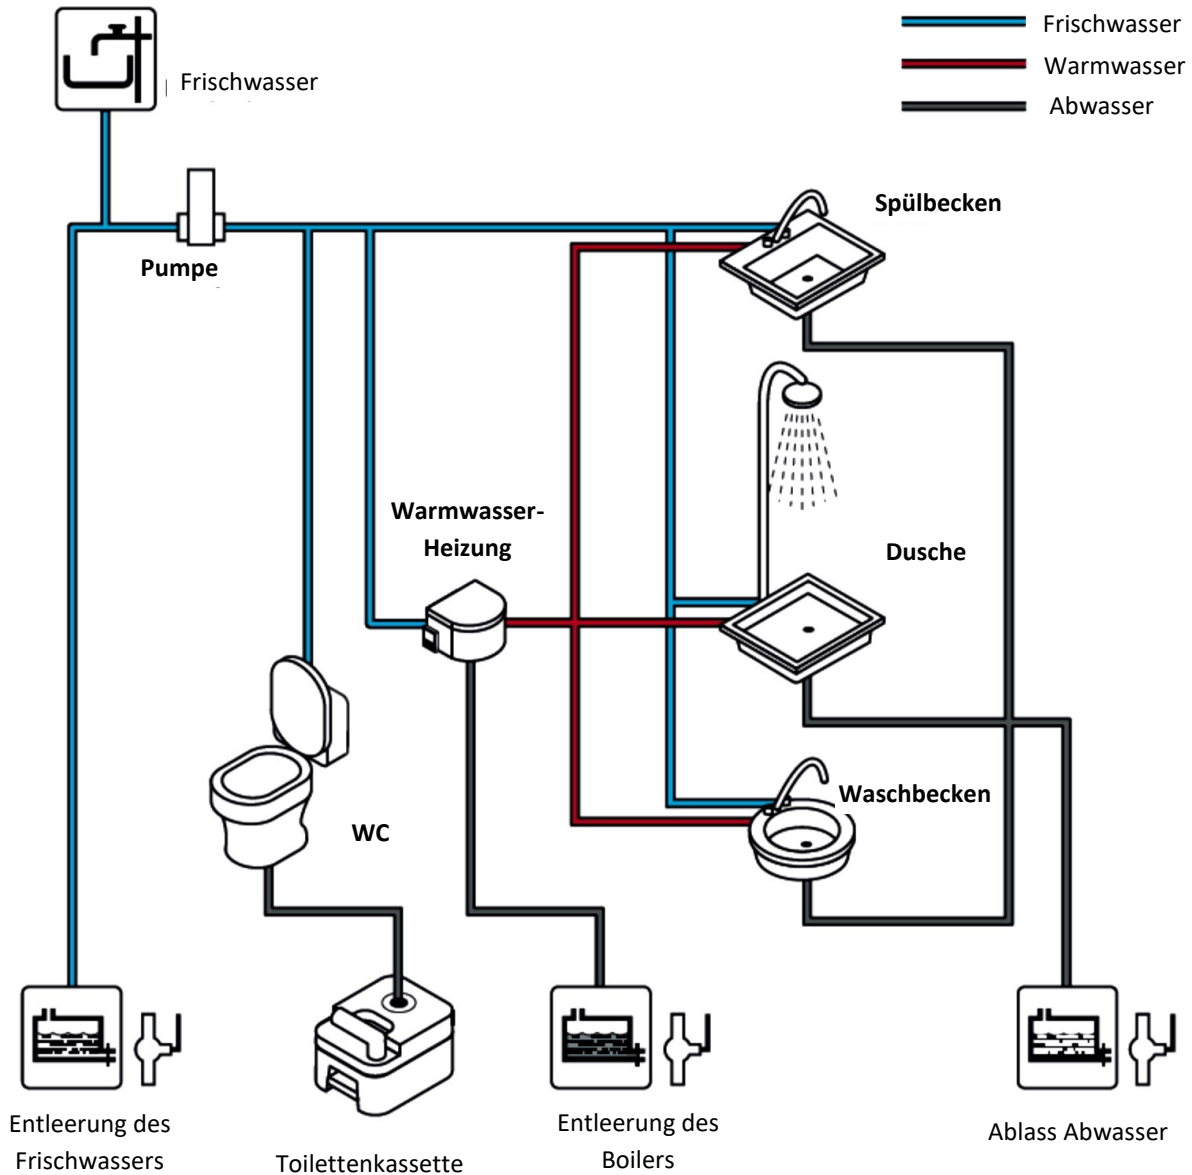 Frischwasser
Warmwasser
Abwasser
Frischwasser
Spülbecken
Pumpe
Warmwasser-
Heizung
Dusche
Waschbecken
WC
Entleerung des
Frischwassers
Toilettenkassette
Entleerung des
Boilers
Ablass Abwasser